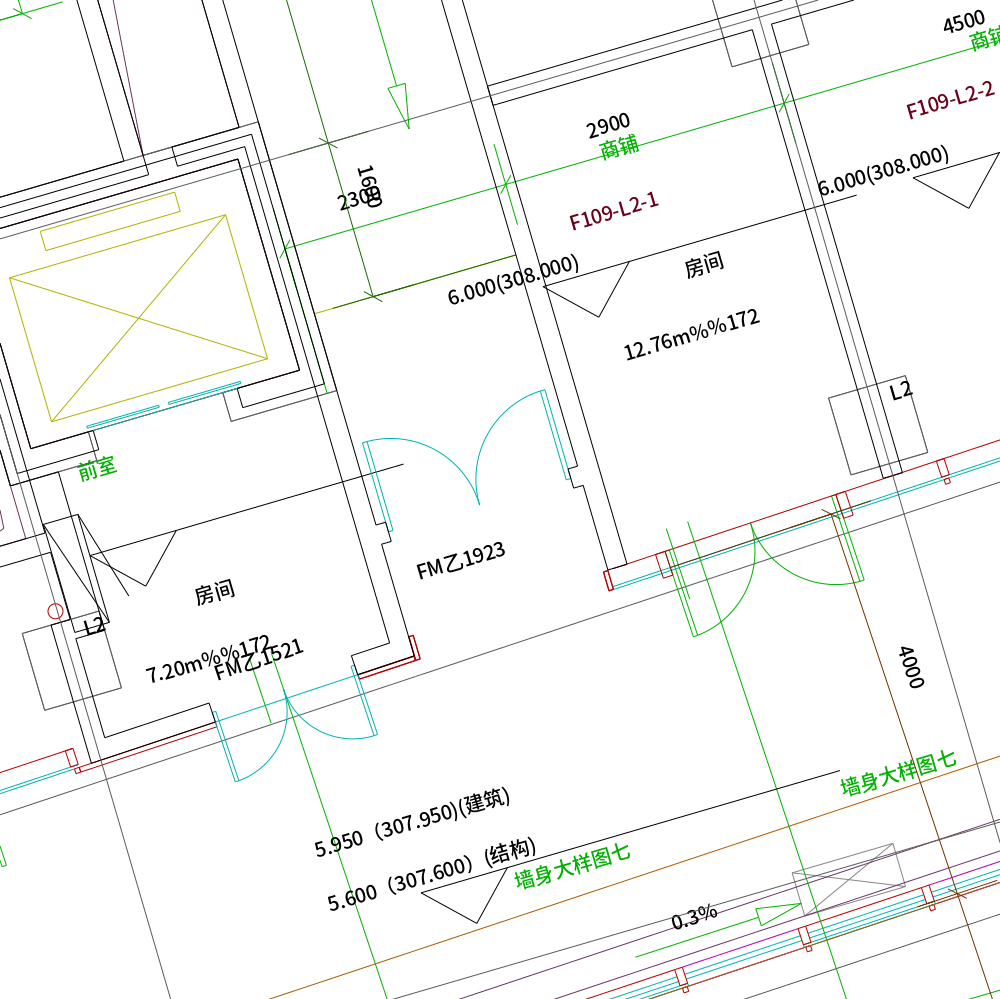 4500
商铺
F109-L2-2
2900
商铺
1600
2300
6.000(308.000)
F109-L2-1
房间
6.000(308.000)
12.76m%%172
L2
前室
FM乙1923
房间
L2
7.20m%%172
FM乙1521
4000
墙身大样图七
5.950（307.950)(建筑)
5.600（307.600）(结构)
墙身大样图七
0.3%